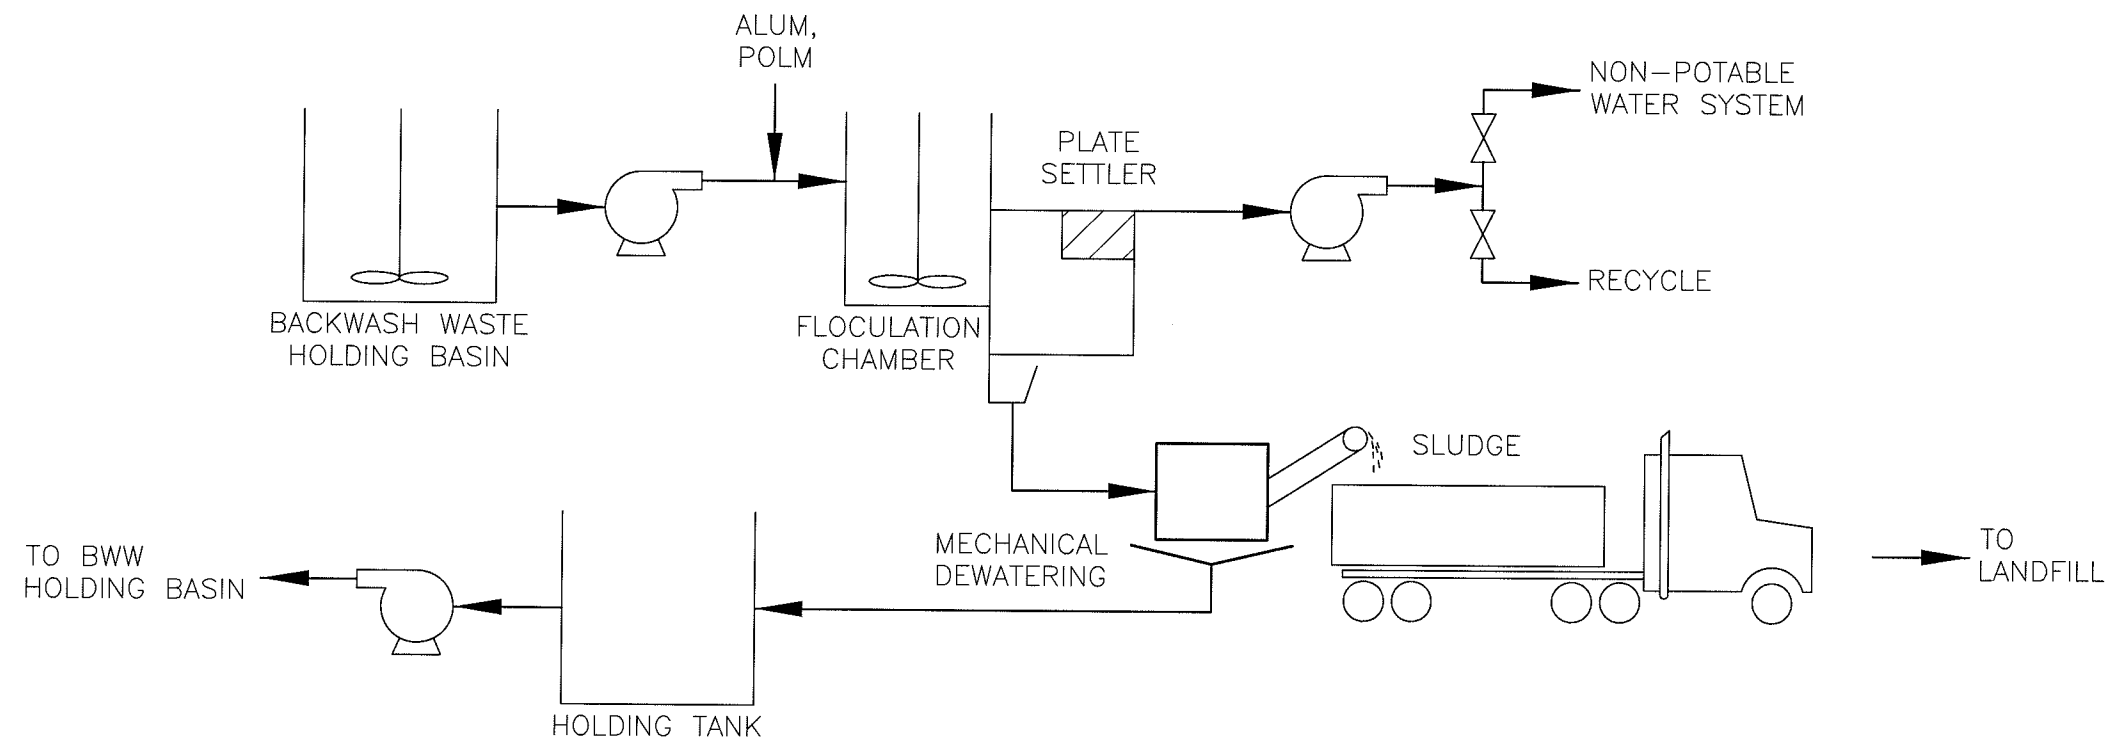 ALUM,
POLM
NON-POTABLE
WATER SYSTEM
PLATE
SETTLER
RECYCLE
BACKWASH WASTE
HOLDING BASIN
FLOCULATION
CHAMBER
SLUDGE
MECHANICAL
DEWATERING
TO
LANDFILL
TO BWW
HOLDING BASIN
HOLDING TANK